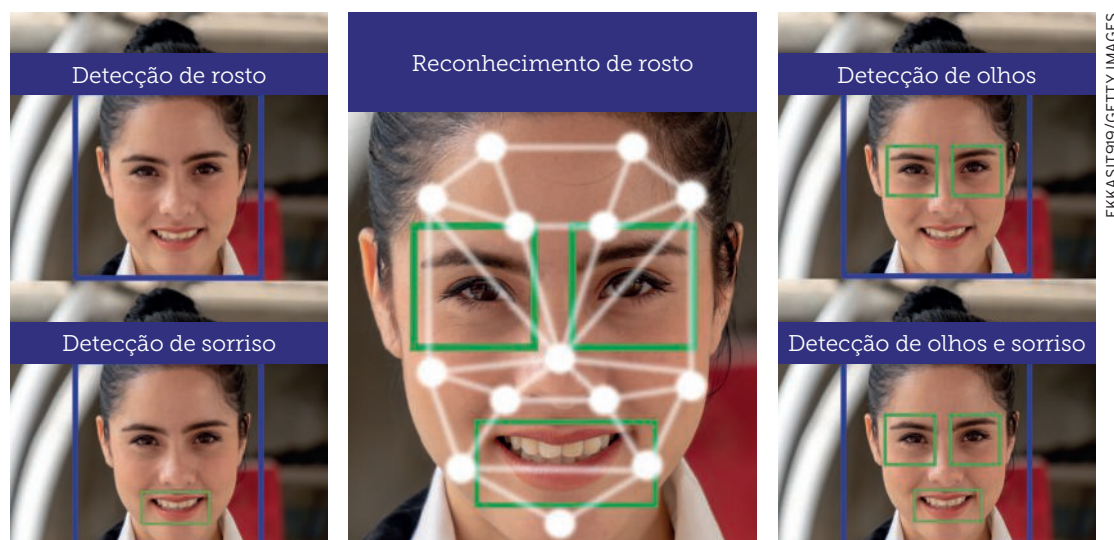 Detecção de rosto
Detecção de sorriso
Reconhecimento de rosto
Detecção de olhos
Detecção de olhos e sorriso
EKKASIT919/GETTY IMAGES